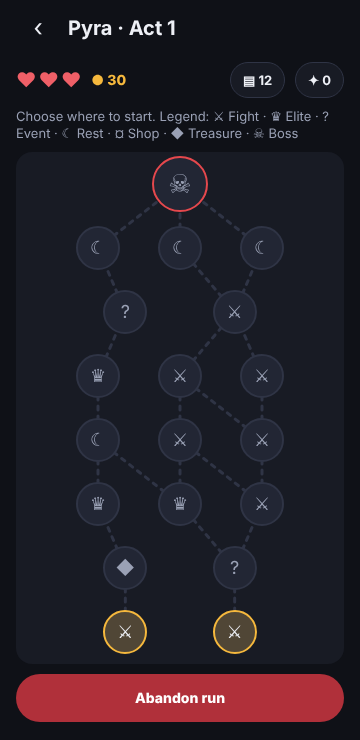 ‹ Pyra · Act 1
♥ ♥ ♥ ● 30 ▤ 12 ✦ 0
Choose where to start. Legend: ⚔ Fight · ♛ Elite · ?
Event · ☾ Rest · ¤ Shop · ◆ Treasure · ☠ Boss
☠
☾ ☾ ☾
? ⚔
♛ ⚔ ⚔
☾ ⚔ ⚔
♛ ♛ ⚔
◆ ?
⚔ ⚔
Abandon run